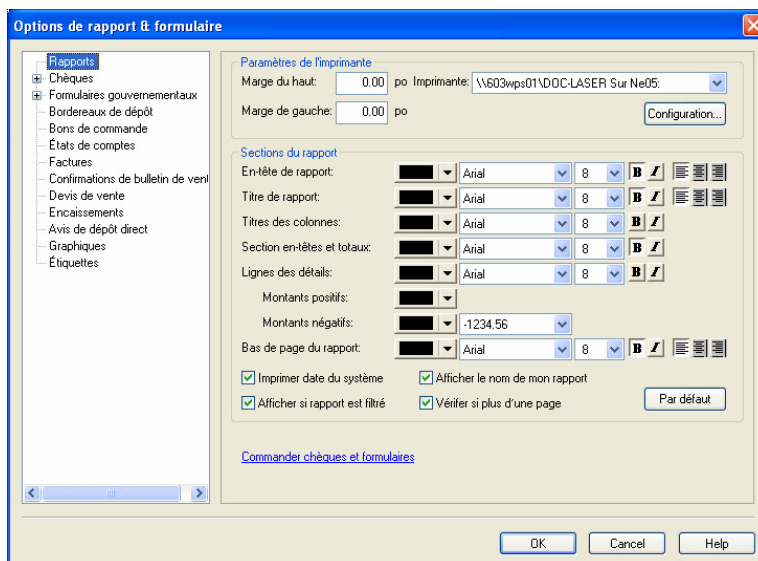 Options de rapport & formulaire
Rapports
Chèques
Formulaires gouvernementaux
Bordereaux de dépôt
Bons de commande
États de comptes
Factures
Confirmations de bulletin de vent
Devis de vente
Encaissements
Avis de dépôt direct
Graphiques
Étiquettes
Paramètres de l'imprimante
Marge du haut: 0.00 po Imprimante: \\603wps01\DOC-LASER Sur Ne05:
Marge de gauche: 0.00 po Configuration...
Sections du rapport
En-tête de rapport: Arial 8 B I
Titre de rapport: Arial 8 B I
Titres des colonnes: Arial 8 B I
Section en-têtes et totaux: Arial 8 B I
Lignes des détails: Arial 8 B I
Montants positifs:
Montants négatifs: -1234.56
Bas de page du rapport: Arial 8 B I
Imprimer date du système Afficher le nom de mon rapport
Afficher si rapport est filtré Vérifer si plus d'une page Par défaut
Commander chèques et formulaires
OK Cancel Help